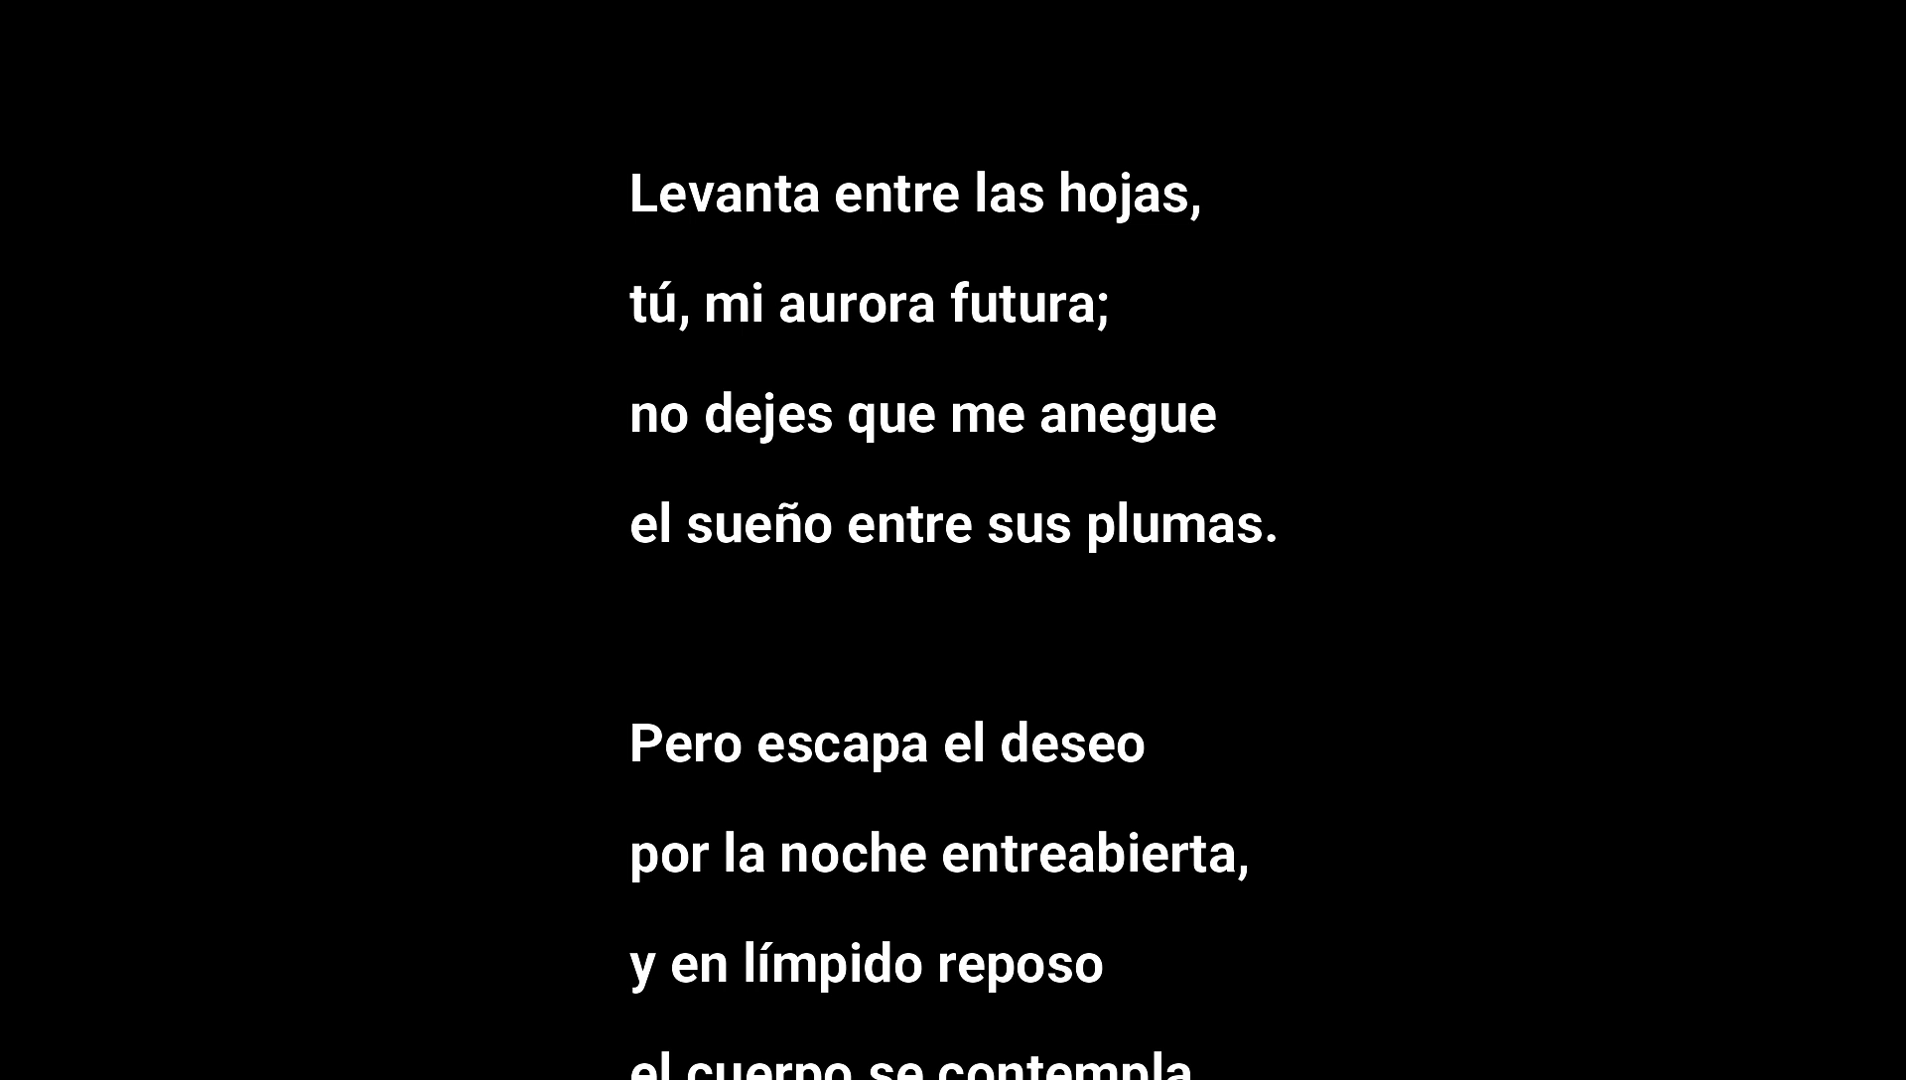 Levanta entre las hojas,
tú, mi aurora futura;
no dejes que me anegue
el sueño entre sus plumas.
Pero escapa el deseo
por la noche entreabierta,
y en límpido reposo
el cuerpo se contempla